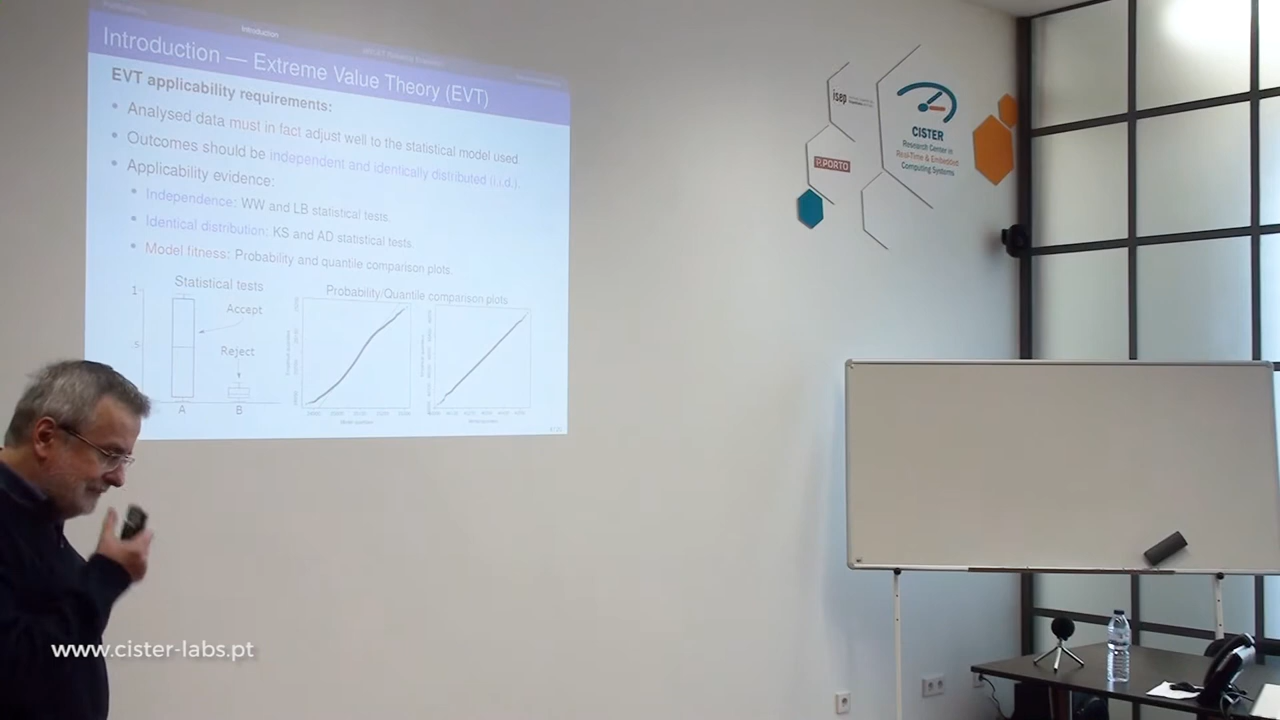 Introduction
Introduction — Extreme Value Theory (EVT)
EVT applicability requirements:
• Analysed data must in fact adjust well to the statistical model used
• Outcomes should be independent and identically distributed (i.i.d.).
• Applicability evidence:
• Independence: WW and LB statistical tests.
• Identical distribution: KS and AD statistical tests.
• Model fitness: Probability and quantile comparison plots.
Statistical tests
Probability/Quantile comparison plots
1
Accept
.5
Reject
A
B
isep
P.PORTO
CISTER
Research Center in
Real-Time & Embedded
Computing Systems
www.cister-labs.pt